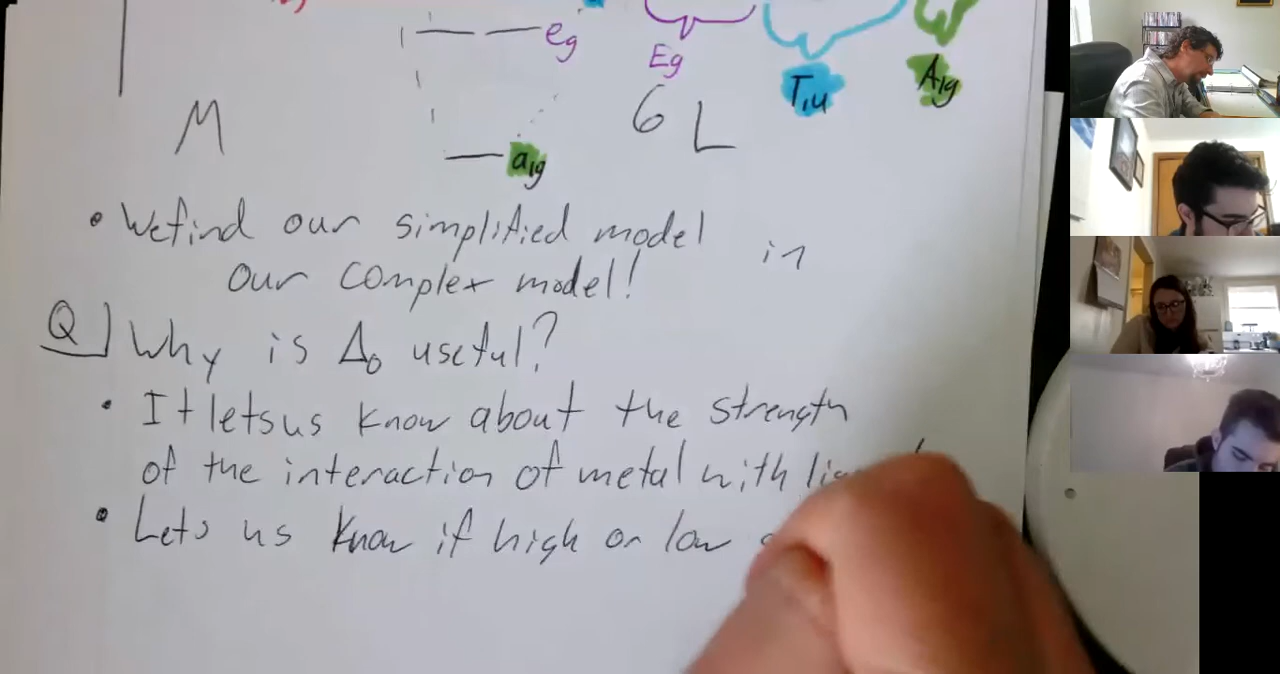 eg
Eg
T1u
A1g
M
6 L
a1g
• We find our simplified model in
our complex model!
Q] Why is Δo useful?
• It lets us know about the strength
of the interaction of metal with
• Lets us know if high or low